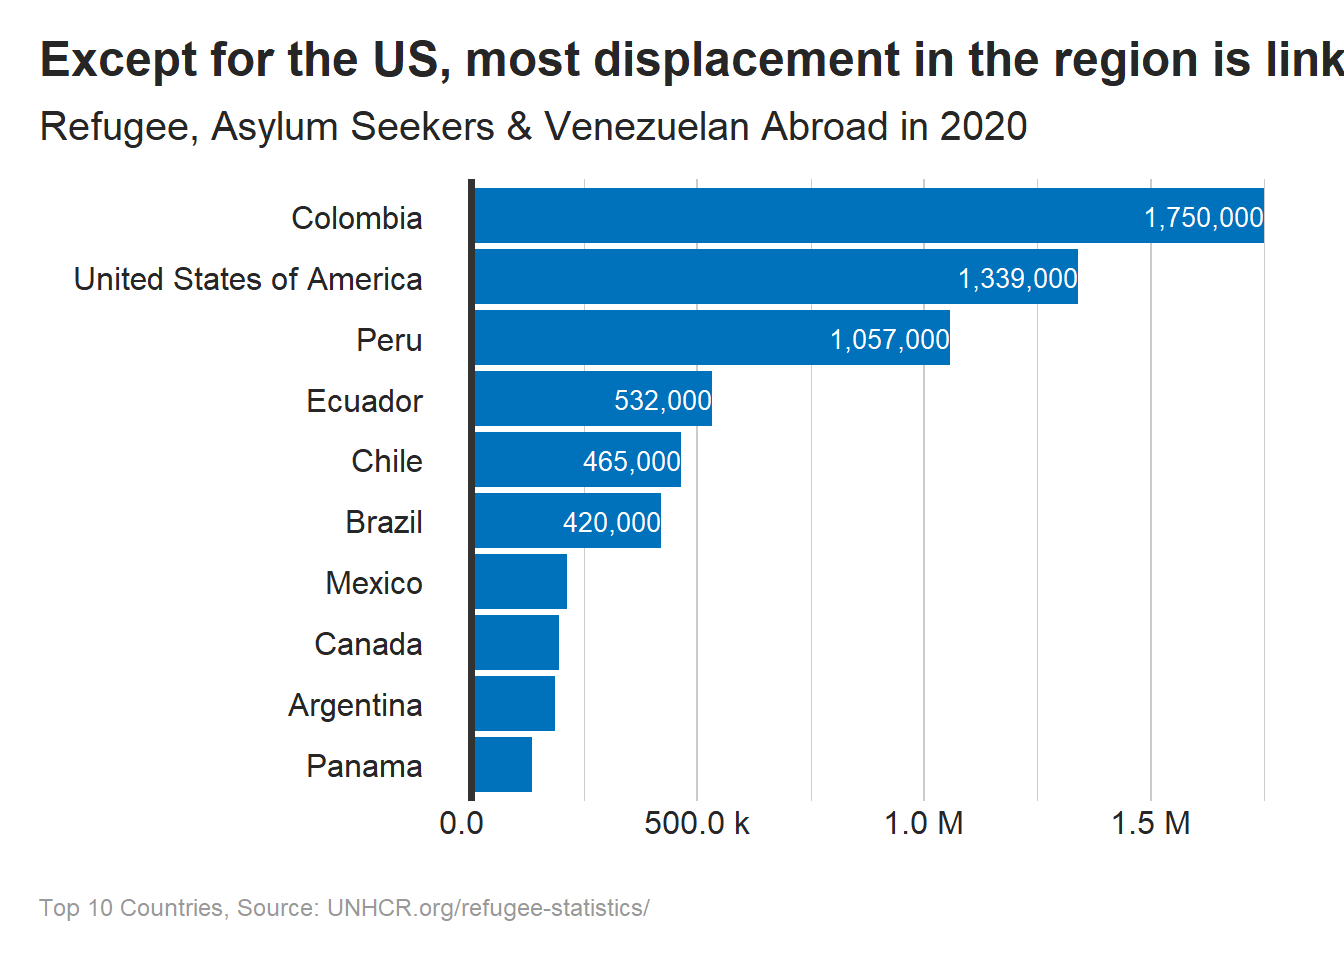 Except for the US, most displacement in the region is link
Refugee, Asylum Seekers & Venezuelan Abroad in 2020
Colombia 1,750,000
United States of America 1,339,000
Peru 1,057,000
Ecuador 532,000
Chile 465,000
Brazil 420,000
Mexico
Canada
Argentina
Panama
0.0 500.0 k 1.0 M 1.5 M
Top 10 Countries, Source: UNHCR.org/refugee-statistics/